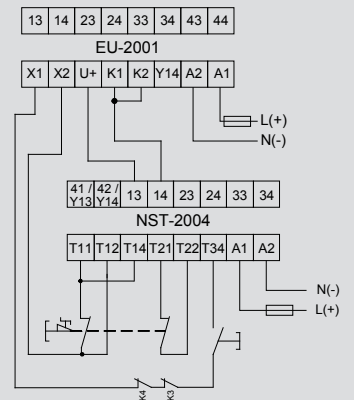 13 14 23 24 33 34 43 44
EU-2001
X1 X2 U+ K1 K2 Y14 A2 A1
L(+)
N(-)
41 / Y13 42 / Y14 13 14 23 24 33 34
NST-2004
T11 T12 T14 T21 T22 T34 A1 A2
N(-)
L(+)
K4 K3